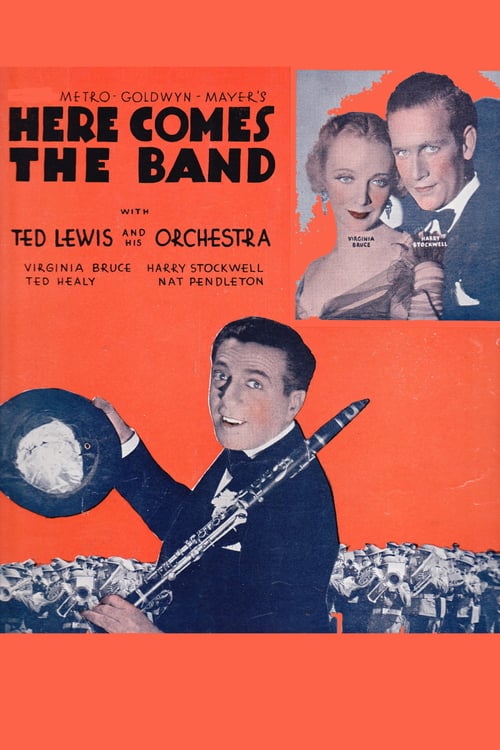 METRO-GOLDWYN-MAYER'S
HERE COMES
THE BAND
WITH
TED LEWIS AND HIS ORCHESTRA
VIRGINIA BRUCE HARRY STOCKWELL
TED HEALY NAT PENDLETON
VIRGINIA
BRUCE
HARRY
STOCKWELL